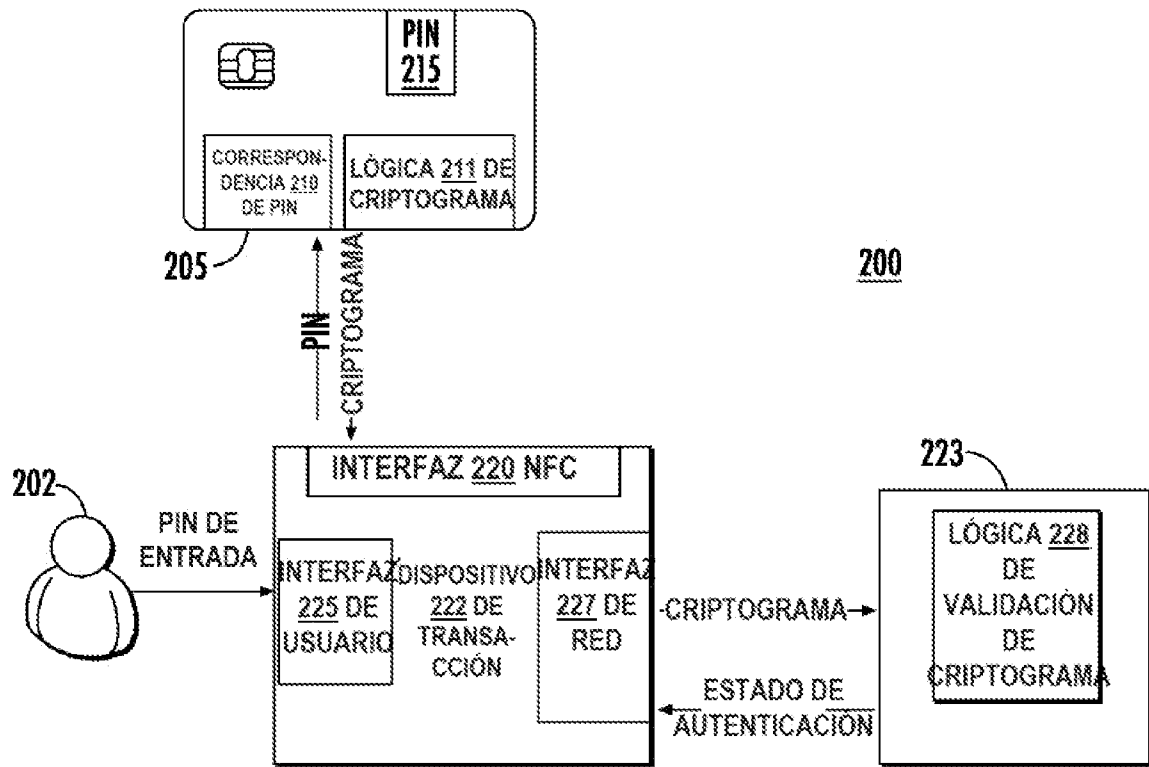 PIN
215
CORRESPON-
DENCIA 210
DE PIN
LÓGICA 211 DE
CRIPTOGRAMA
205
200
PIN
CRIPTOGRAMA
INTERFAZ 220 NFC
202
PIN DE
ENTRADA
INTERFAZ
225 DE
USUARIO
DISPOSITIVO
222 DE
TRANSA-
CCIÓN
INTERFAZ
227 DE
RED
CRIPTOGRAMA
ESTADO DE
AUTENTICACIÓN
223
LÓGICA 228
DE
VALIDACIÓN
DE
CRIPTOGRAMA